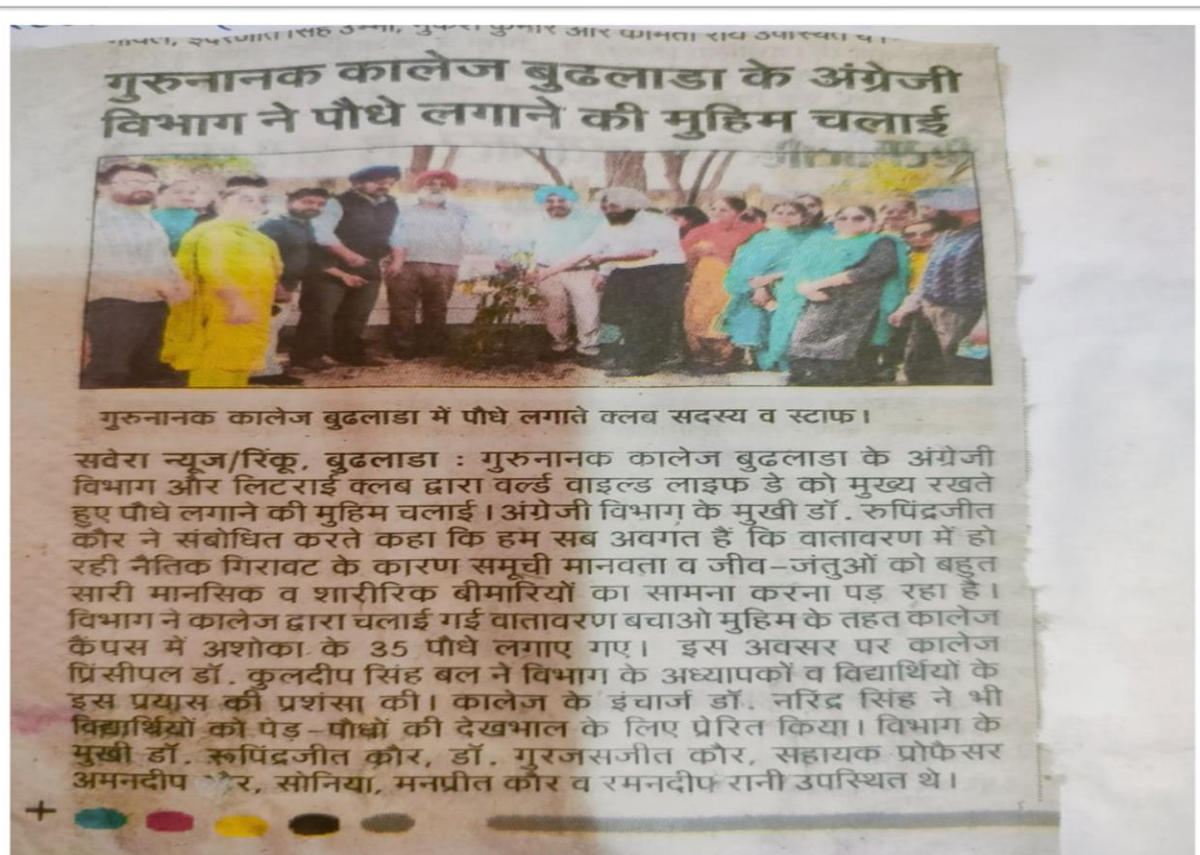 गुरुनानक कालेज बुढलाडा के अंग्रेजी
विभाग ने पौधे लगाने की मुहिम चलाई
गुरुनानक कालेज बुढलाडा में पौधे लगाते क्लब सदस्य व स्टाफ।
सवेरा न्यूज/रिंकू, बुढलाडा : गुरुनानक कालेज बुढलाडा के अंग्रेजी
विभाग और लिटराई क्लब द्वारा वर्ल्ड वाइल्ड लाइफ डे को मुख्य रखते
हुए पौधे लगाने की मुहिम चलाई। अंग्रेजी विभाग के मुखी डॉ. रुपिंद्रजीत
कौर ने संबोधित करते कहा कि हम सब अवगत हैं कि वातावरण में हो
रही नैतिक गिरावट के कारण समूची मानवता व जीव-जंतुओं को बहुत
सारी मानसिक व शारीरिक बीमारियों का सामना करना पड़ रहा है।
विभाग ने कालेज द्वारा चलाई गई वातावरण बचाओ मुहिम के तहत कालेज
कैंपस में अशोका के 35 पौधे लगाए गए। इस अवसर पर कालेज
प्रिंसीपल डॉ. कुलदीप सिंह बल ने विभाग के अध्यापकों व विद्यार्थियों के
इस प्रयास की प्रशंसा की। कालेज के इंचार्ज डॉ. नरिंद्र सिंह ने भी
विद्यार्थियों को पेड़-पौधों की देखभाल के लिए प्रेरित किया। विभाग के
मुखी डॉ. रूपिंद्रजीत कौर, डॉ. गुरजसजीत कौर, सहायक प्रोफैसर
अमनदीप सोनिया, मनप्रीत कौर व रमनदीप रानी उपस्थित थे।